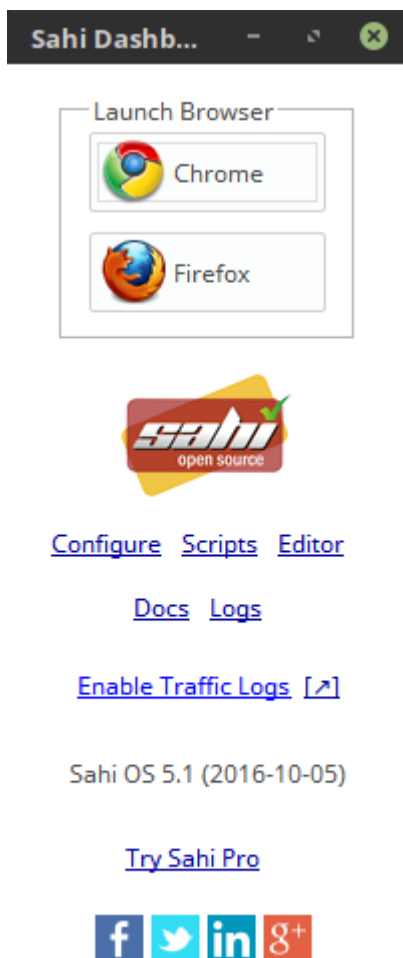 Sahi Dashb...
Launch Browser
Chrome
Firefox
sahi
open source
Configure Scripts Editor
Docs Logs
Enable Traffic Logs [↗]
Sahi OS 5.1 (2016-10-05)
Try Sahi Pro
f in g+